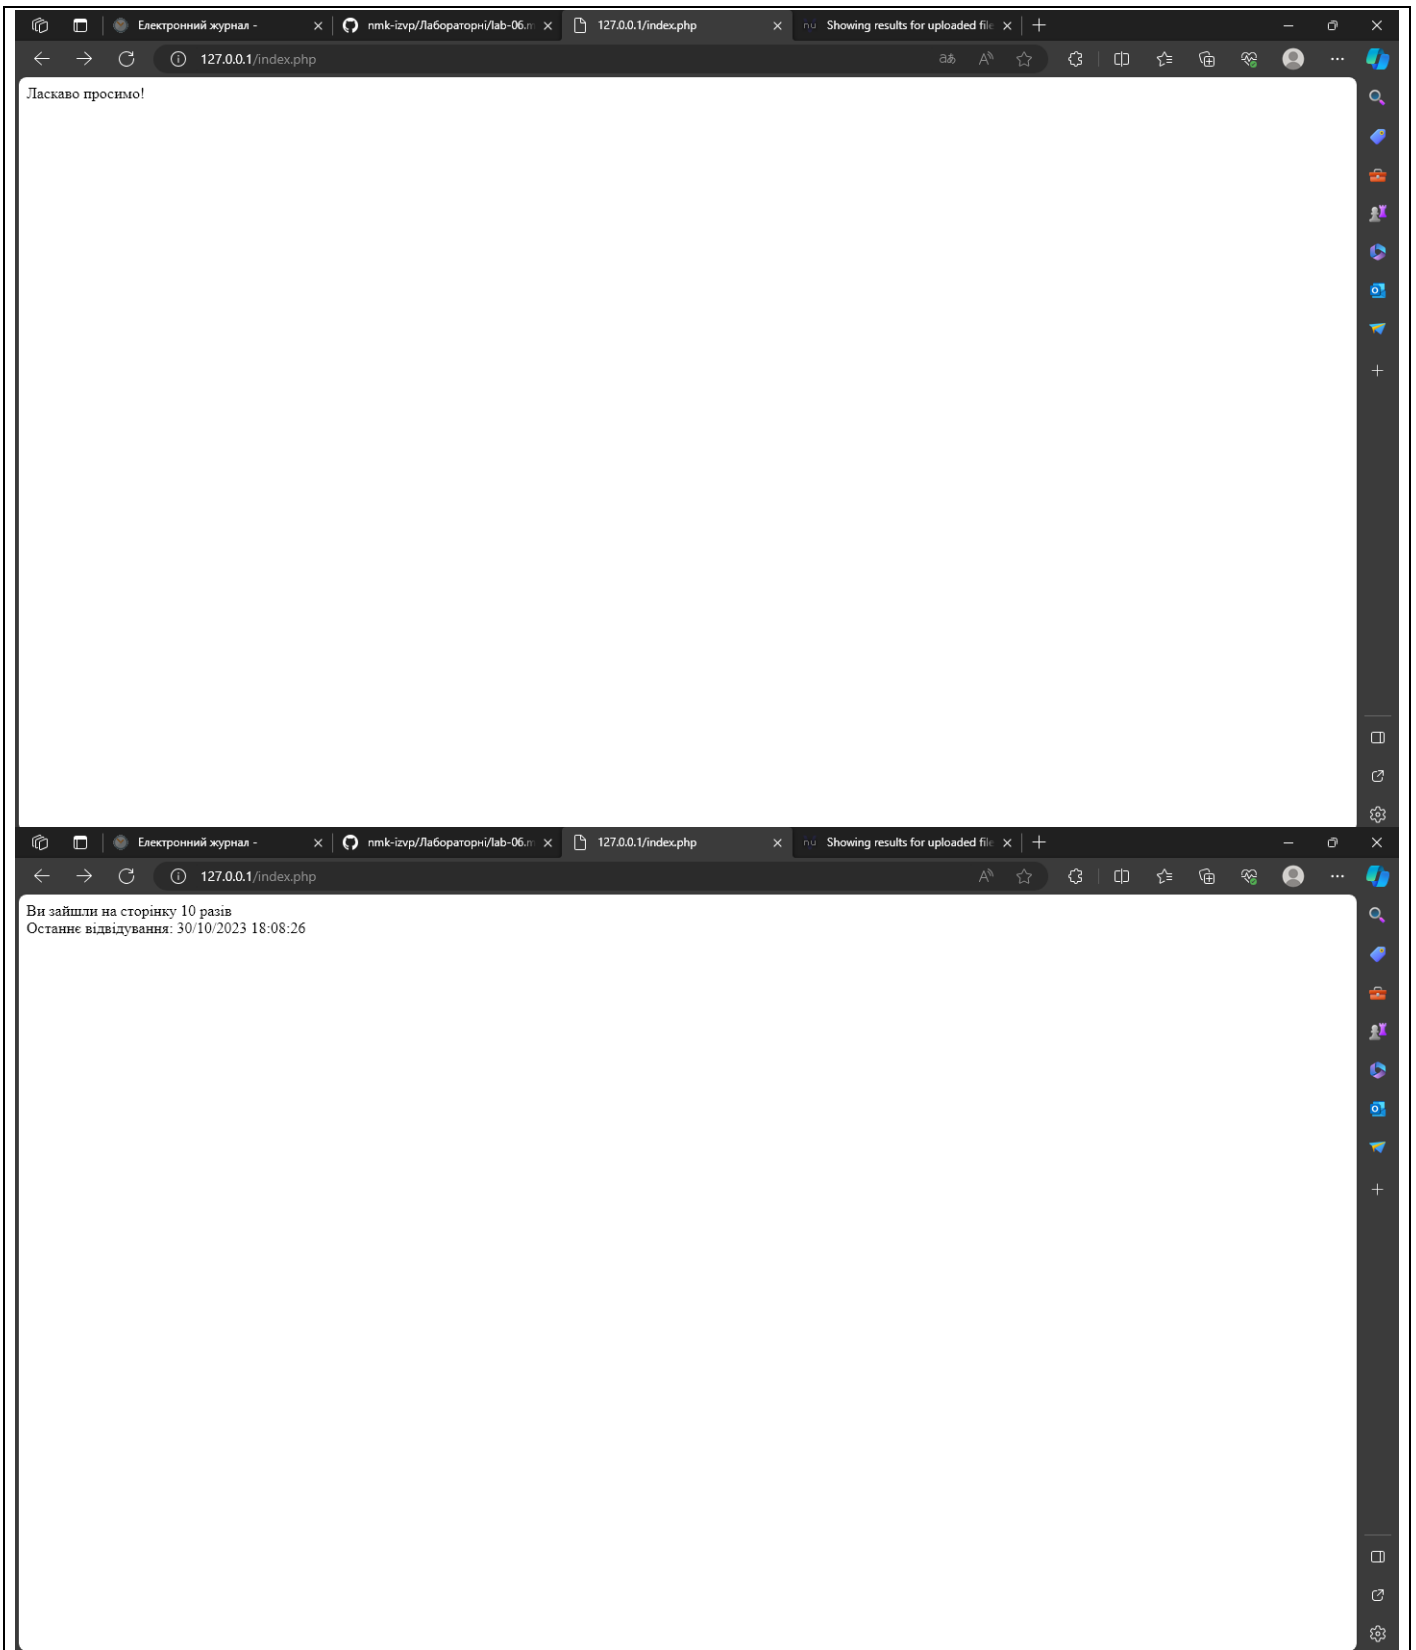 Електронний журнал -
nmk-izvp/Лабораторні/lab-06.m
127.0.0.1/index.php
Showing results for uploaded file
127.0.0.1/index.php
Ласкаво просимо!
Електронний журнал -
nmk-izvp/Лабораторні/lab-06.m
127.0.0.1/index.php
Showing results for uploaded file
127.0.0.1/index.php
Ви зайшли на сторінку 10 разів
Останнє відвідування: 30/10/2023 18:08:26